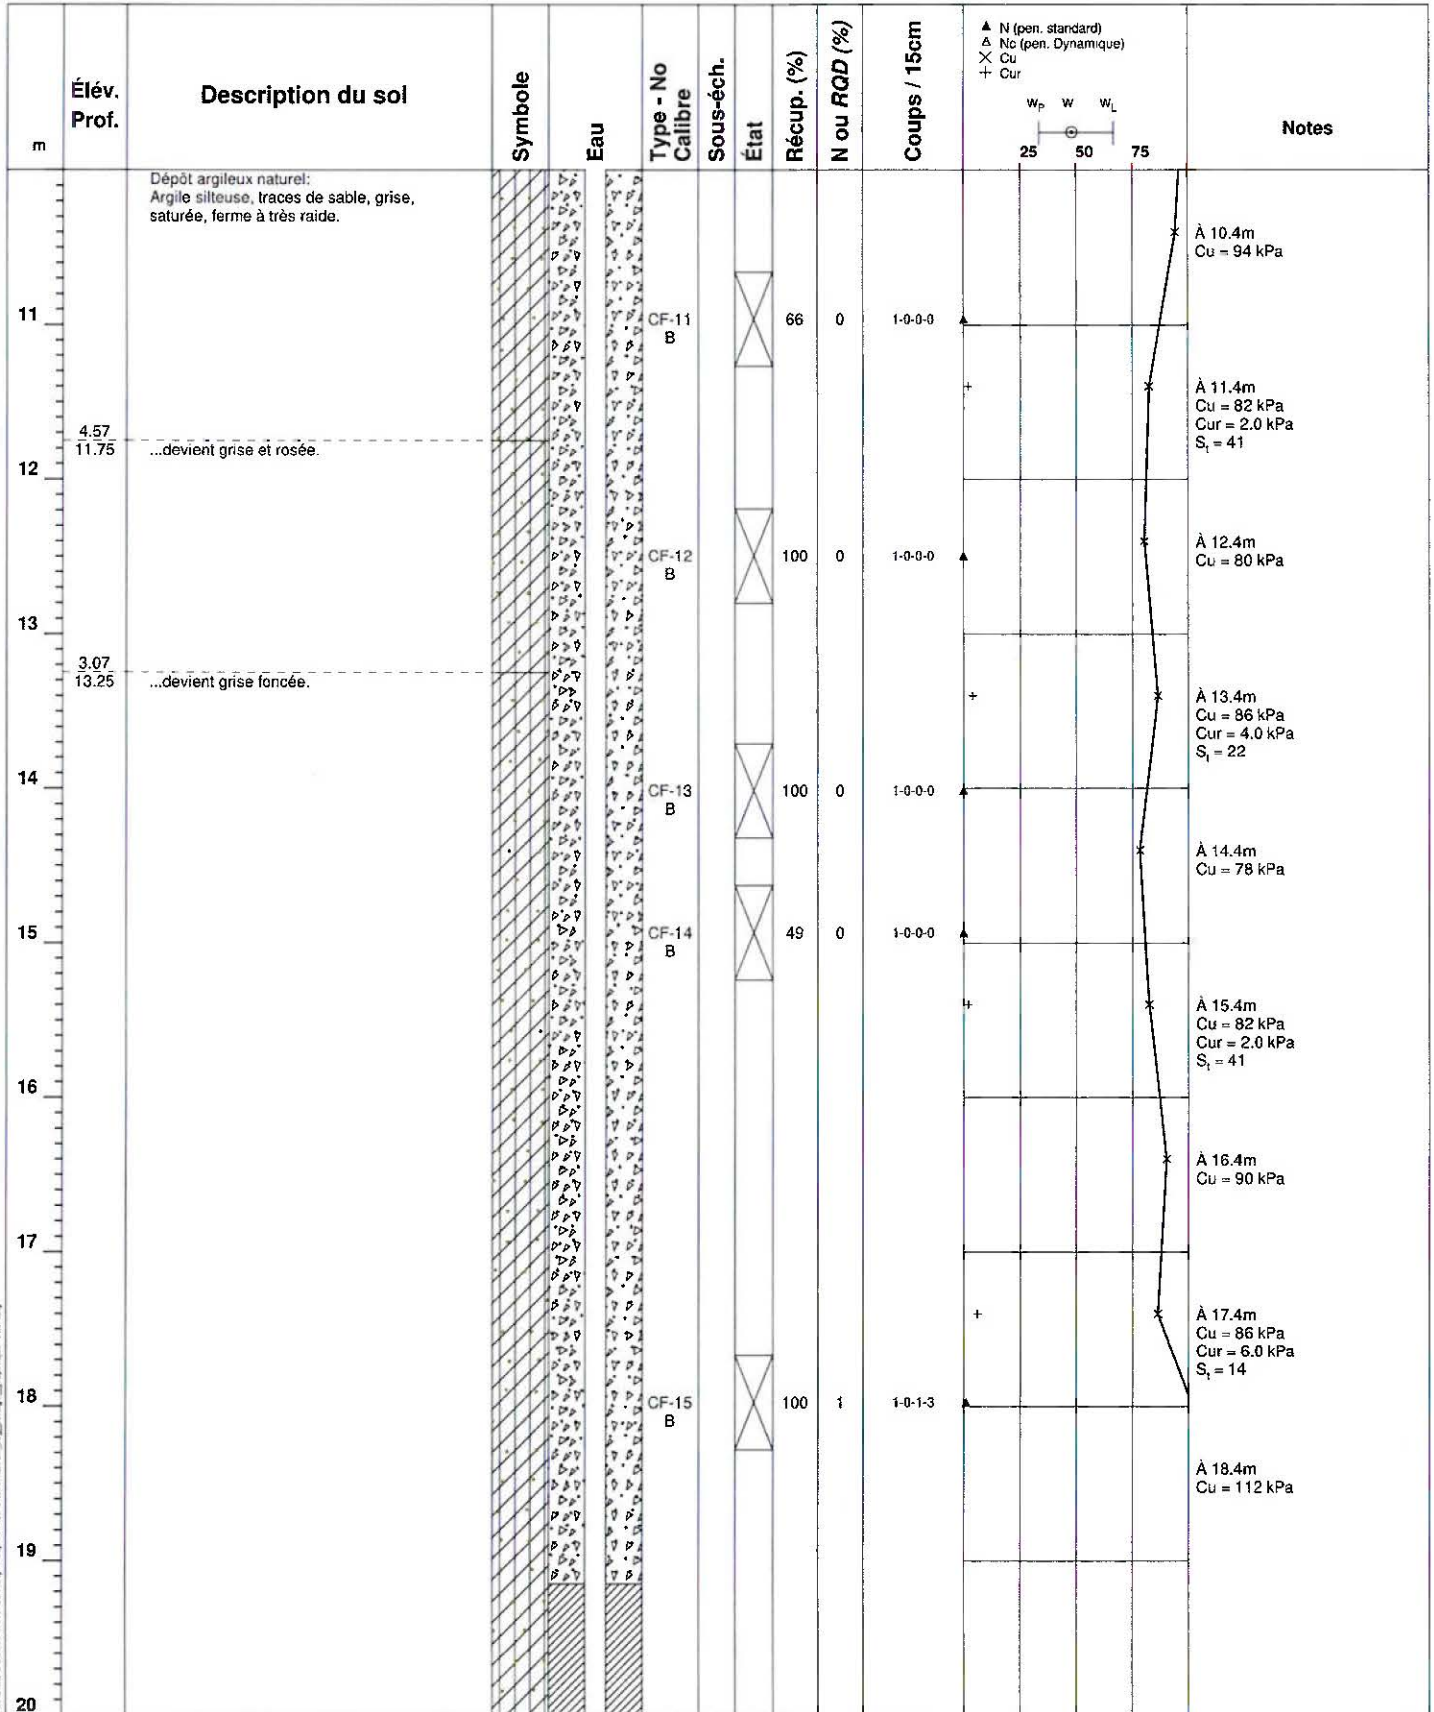 m
Élév.
Prof.
Description du sol
Symbole
Eau
Type - No
Calibre
Sous-éch.
État
Récup. (%)
N ou RQD (%)
Coups / 15cm
▲ N (pen. standard)
△ Nc (pen. Dynamique)
× Cu
+ Cur
WP W WL
25 50 75
Notes
Dépôt argileux naturel:
Argile silteuse, traces de sable, grise,
saturée, ferme à très raide.
À 10.4m
Cu = 94 kPa
11
CF-11
B
66 0 1-0-0-0
À 11.4m
Cu = 82 kPa
Cur = 2.0 kPa
St = 41
4.57
11.75
...devient grise et rosée.
12
CF-12
B
100 0 1-0-0-0
À 12.4m
Cu = 80 kPa
13
3.07
13.25
...devient grise foncée.
À 13.4m
Cu = 86 kPa
Cur = 4.0 kPa
St = 22
14
CF-13
B
100 0 1-0-0-0
À 14.4m
Cu = 78 kPa
15
CF-14
B
49 0 1-0-0-0
À 15.4m
Cu = 82 kPa
Cur = 2.0 kPa
St = 41
16
À 16.4m
Cu = 90 kPa
17
À 17.4m
Cu = 86 kPa
Cur = 6.0 kPa
St = 14
18
CF-15
B
100 1 1-0-1-3
À 18.4m
Cu = 112 kPa
19
20